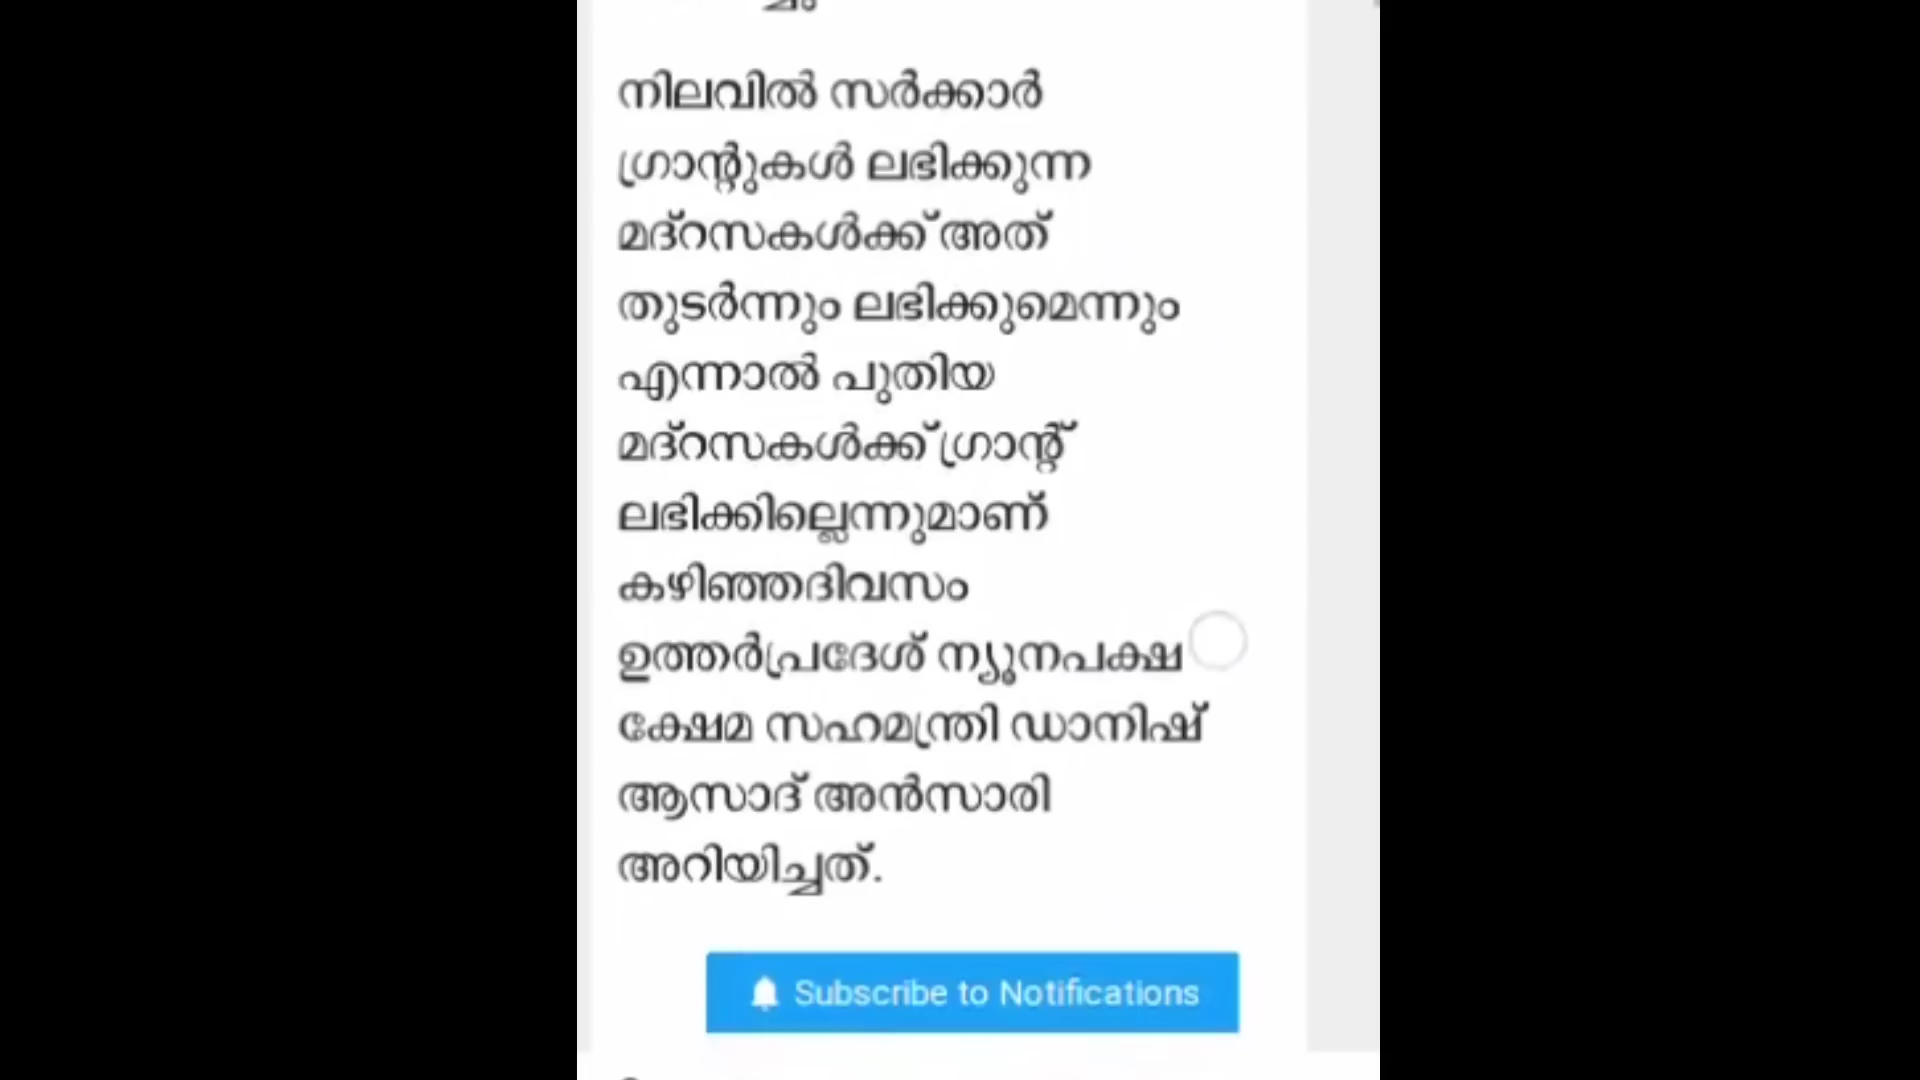 നിലവിൽ സർക്കാർ
ഗ്രാന്റുകൾ ലഭിക്കുന്ന
മദ്റസകൾക്ക് അത്
തുടർന്നും ലഭിക്കുമെന്നും
എന്നാൽ പുതിയ
മദ്റസകൾക്ക് ഗ്രാന്റ്
ലഭിക്കില്ലെന്നുമാണ്
കഴിഞ്ഞദിവസം
ഉത്തർപ്രദേശ് ന്യൂനപക്ഷ
ക്ഷേമ സഹമന്ത്രി ഡാനിഷ്
ആസാദ് അൻസാരി
അറിയിച്ചത്.
Subscribe to Notifications